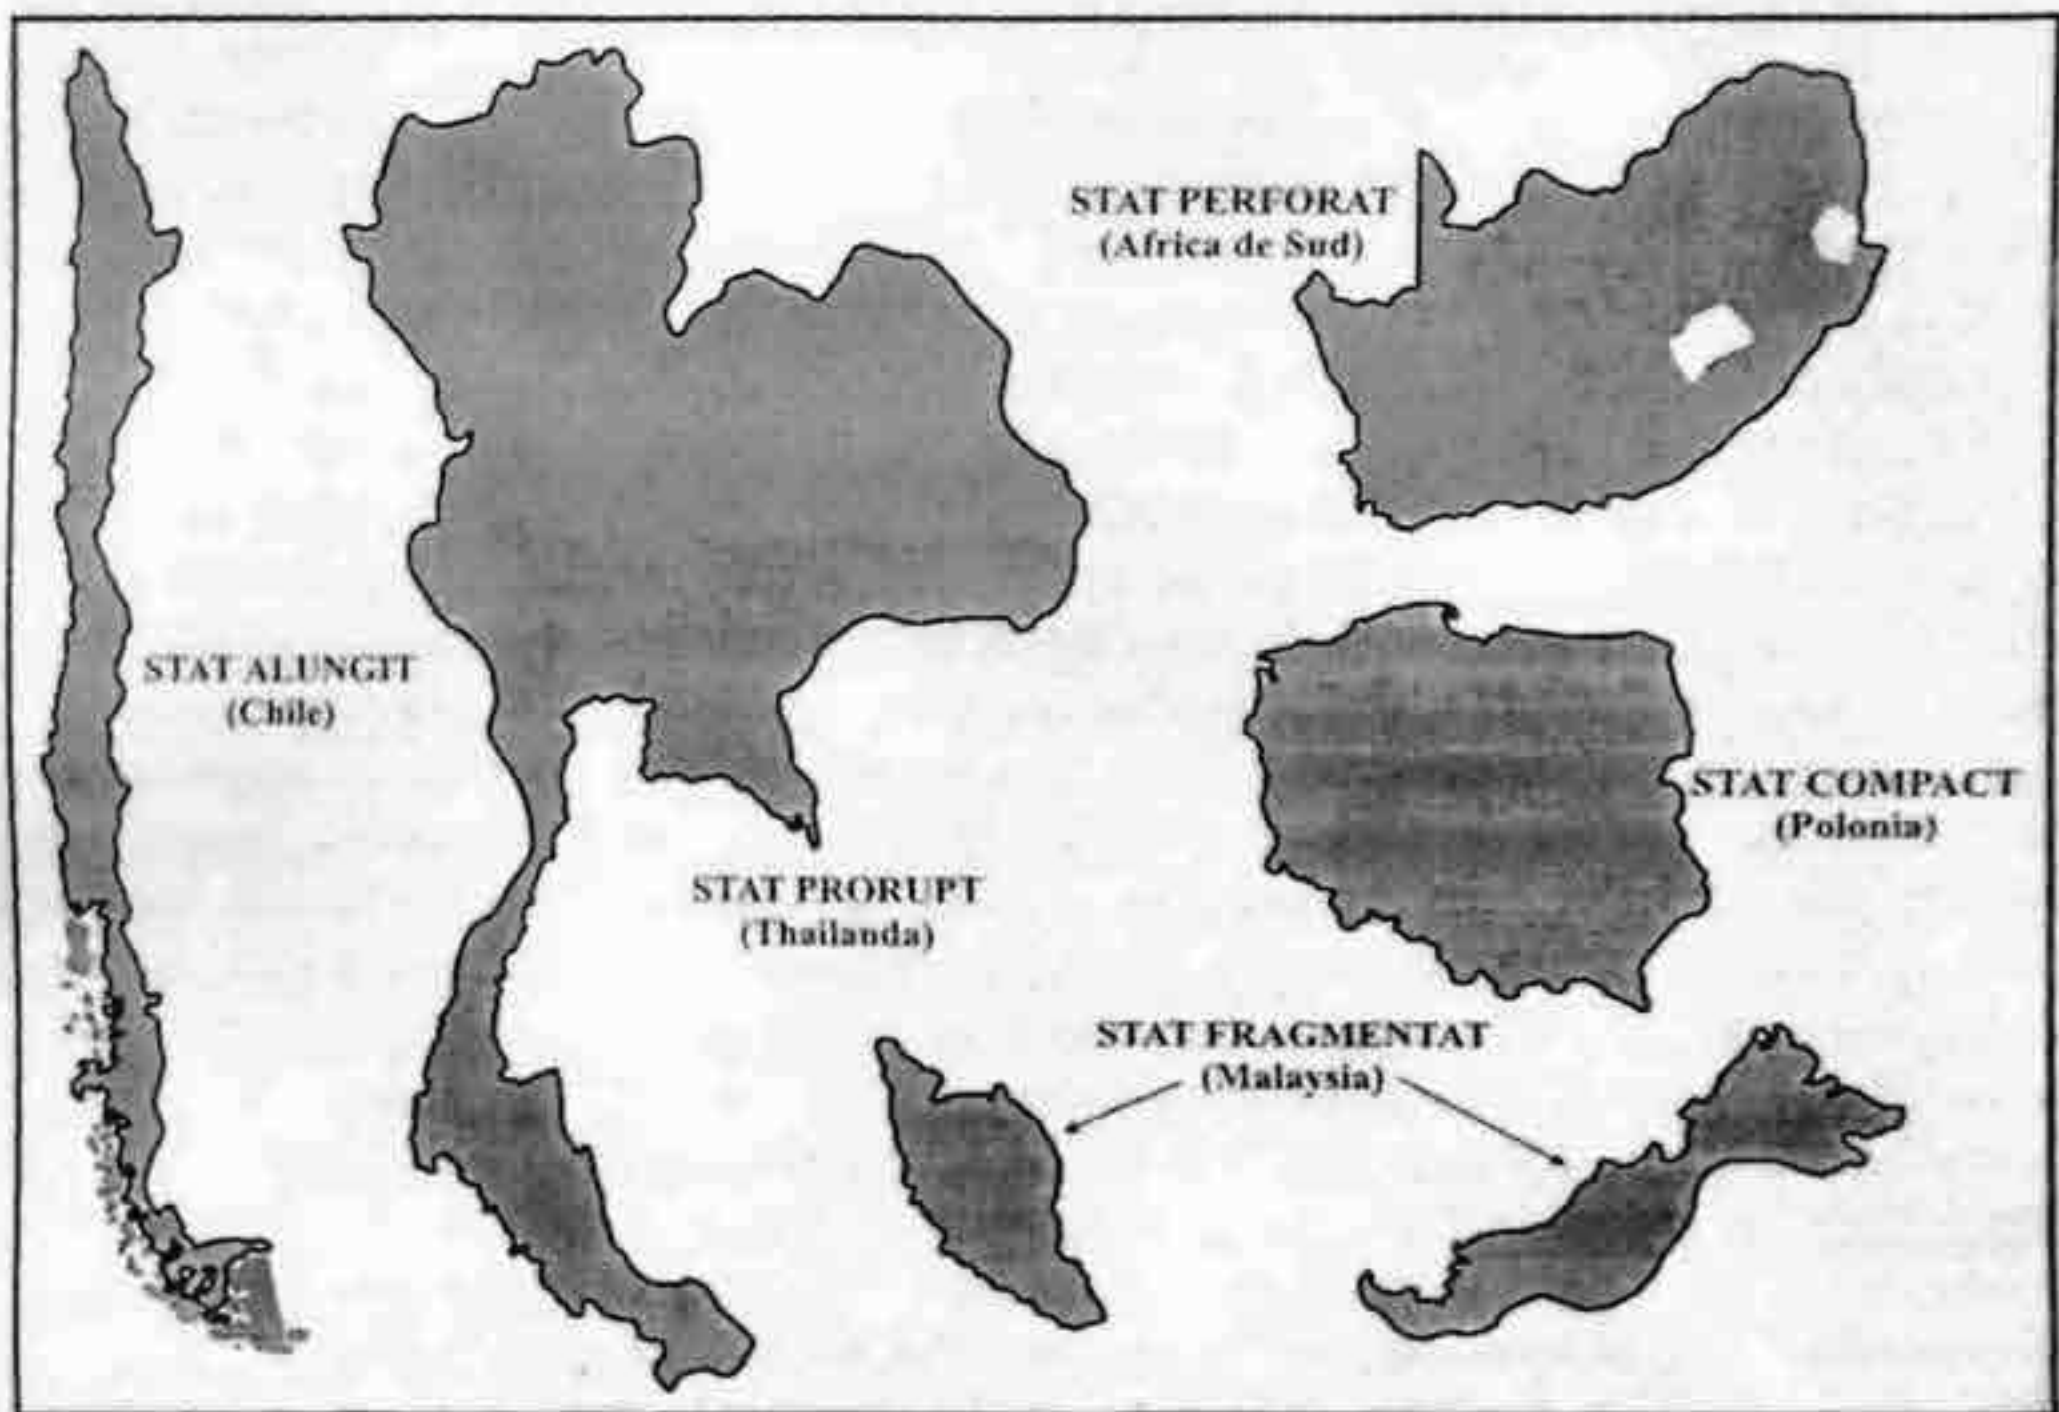 STAT PERFORAT
(Africa de Sud)
STAT ALUNGIT
(Chile)
STAT COMPACT
(Polonia)
STAT PRORUPT
(Thailanda)
STAT FRAGMENTAT
(Malaysia)